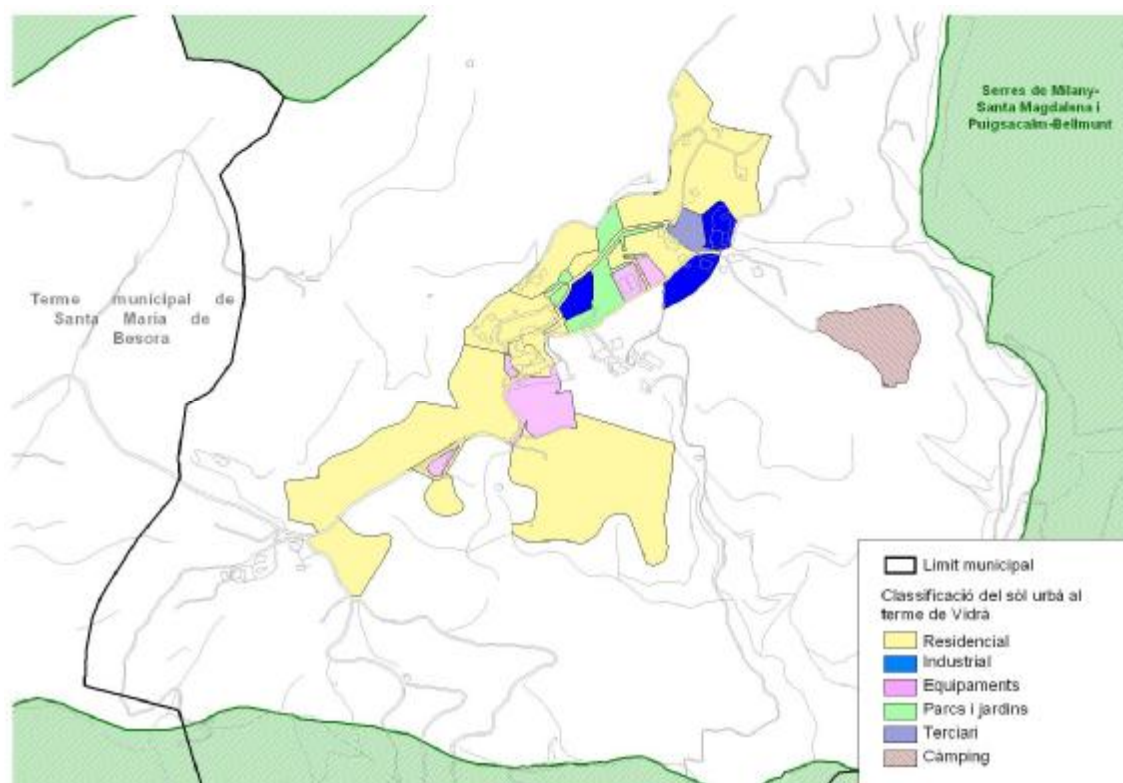 Serres de Milany-
Santa Magdalena i
Puigsacalm-Bellmunt
Terme municipal de
Santa Maria de
Besora
Límit municipal
Classificació del sòl urbà al
terme de Vidrà
Residencial
Industrial
Equipaments
Parcs i jardins
Terciari
Càmping